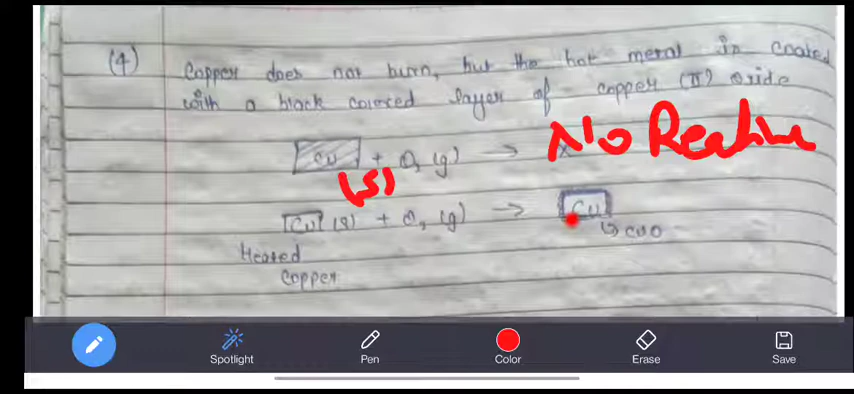 (4) Copper does not burn, but the hot metal is coated
with a black colored layer of copper (II) oxide
Cu + O₂ (g) → x No Reaction
(s)
Cu (s) + O₂ (g) → Cu
↳ CuO
Heated
Copper
Spotlight Pen Color Erase Save